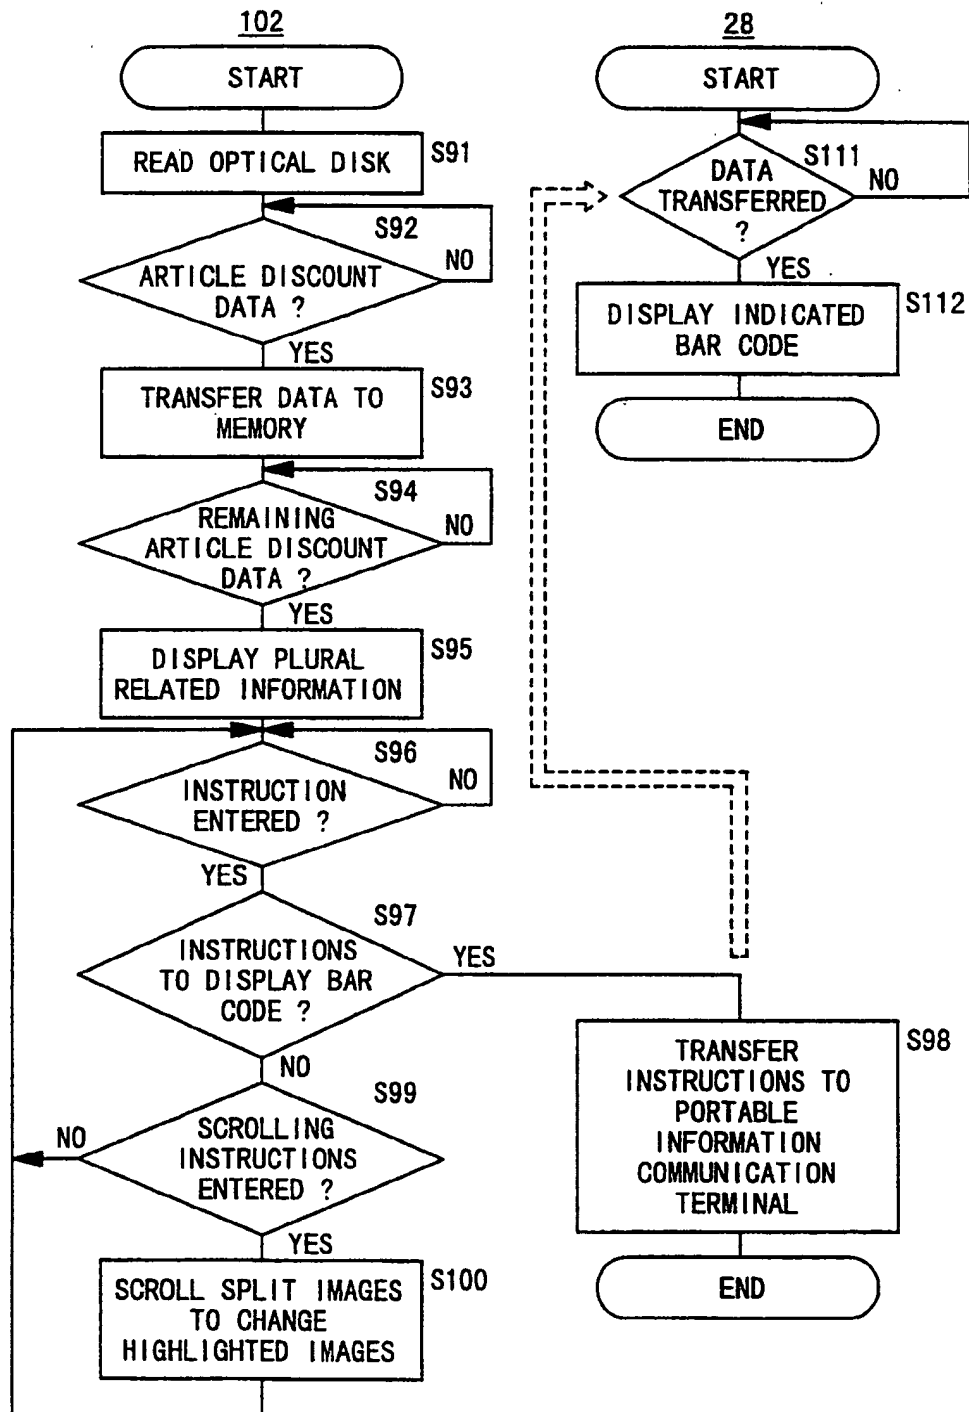 102
START
READ OPTICAL DISK
S91
S92
ARTICLE DISCOUNT
DATA ?
NO
YES
TRANSFER DATA TO
MEMORY
S93
S94
REMAINING
ARTICLE DISCOUNT
DATA ?
NO
YES
DISPLAY PLURAL
RELATED INFORMATION
S95
S96
INSTRUCTION
ENTERED ?
NO
YES
S97
INSTRUCTIONS
TO DISPLAY BAR
CODE ?
YES
NO
S99
SCROLLING
INSTRUCTIONS
ENTERED ?
NO
YES
SCROLL SPLIT IMAGES
TO CHANGE
HIGHLIGHTED IMAGES
S100
28
START
S111
DATA
TRANSFERRED
?
NO
YES
DISPLAY INDICATED
BAR CODE
S112
END
TRANSFER
INSTRUCTIONS TO
PORTABLE
INFORMATION
COMMUNICATION
TERMINAL
S98
END